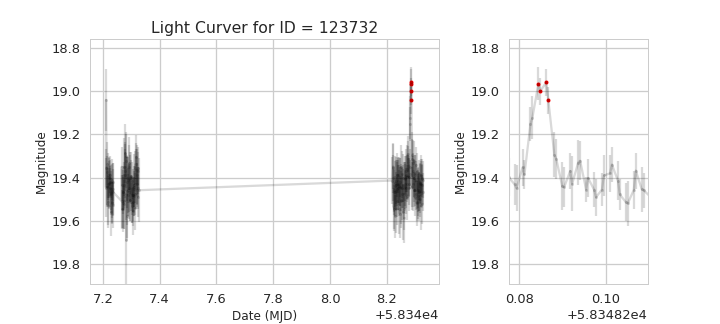 Light Curver for ID = 123732
18.8
19.0
19.2
19.4
19.6
19.8
Magnitude
7.2 7.4 7.6 7.8 8.0 8.2
Date (MJD)
+5.834e4
18.8
19.0
19.2
19.4
19.6
19.8
Magnitude
0.08 0.10
+5.83482e4